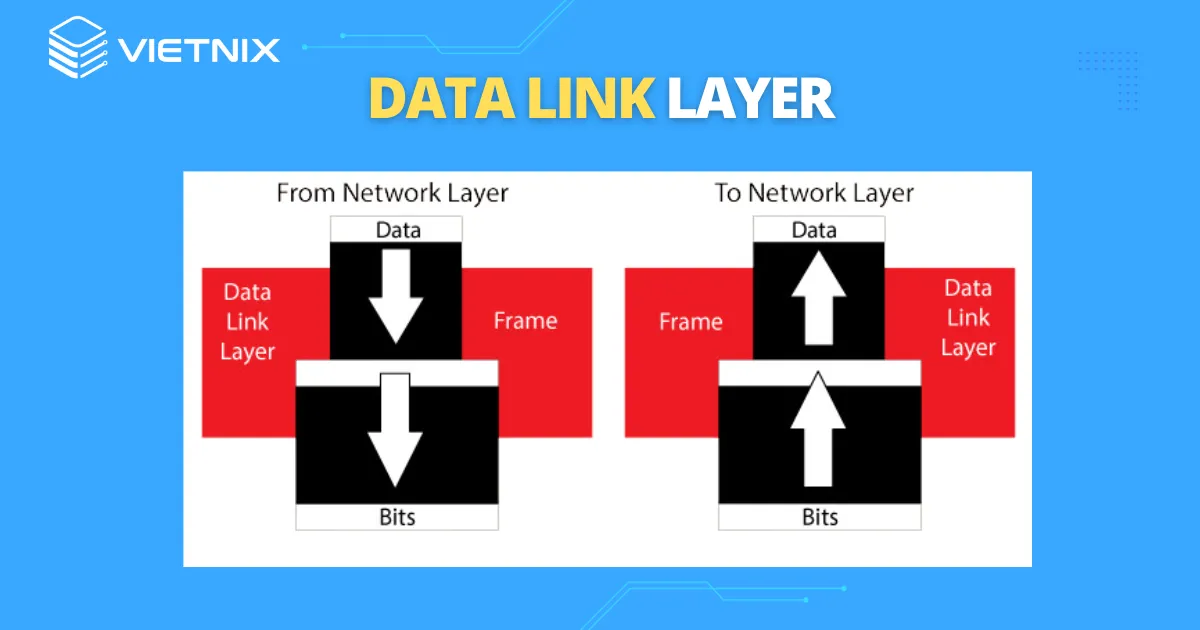 VIETNIX
DATA LINK LAYER
From Network Layer
Data
Data
Link
Layer
Frame
Bits
To Network Layer
Data
Frame
Data
Link
Layer
Bits